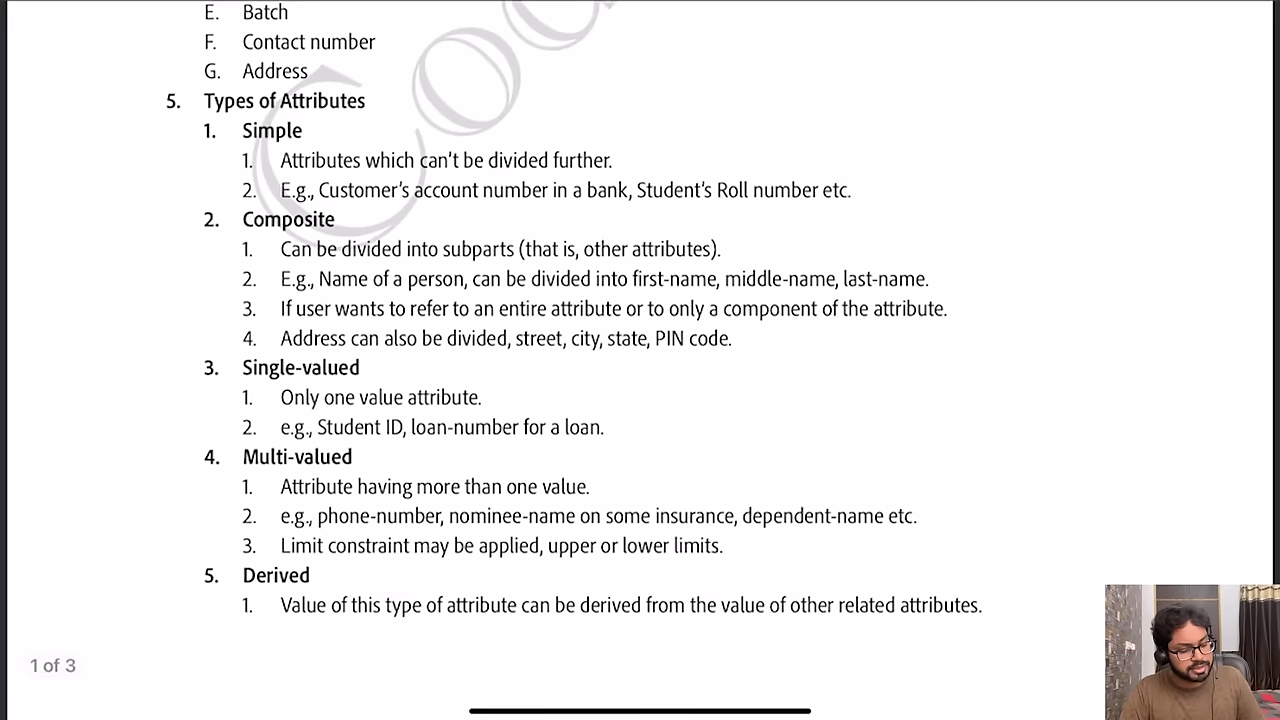 E. Batch
F. Contact number
G. Address
5. Types of Attributes
1. Simple
1. Attributes which can't be divided further.
2. E.g., Customer's account number in a bank, Student's Roll number etc.
2. Composite
1. Can be divided into subparts (that is, other attributes).
2. E.g., Name of a person, can be divided into first-name, middle-name, last-name.
3. If user wants to refer to an entire attribute or to only a component of the attribute.
4. Address can also be divided, street, city, state, PIN code.
3. Single-valued
1. Only one value attribute.
2. e.g., Student ID, loan-number for a loan.
4. Multi-valued
1. Attribute having more than one value.
2. e.g., phone-number, nominee-name on some insurance, dependent-name etc.
3. Limit constraint may be applied, upper or lower limits.
5. Derived
1. Value of this type of attribute can be derived from the value of other related attributes.
1 of 3